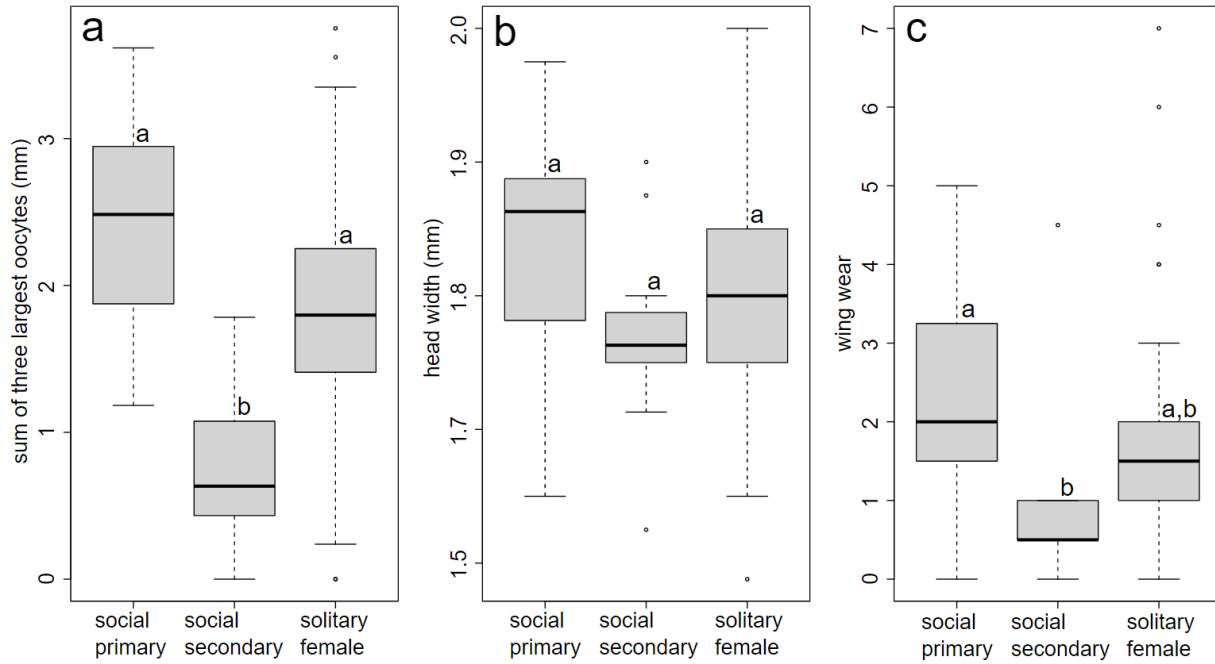 a
sum of three largest oocytes (mm)
3
2
1
0
a
b
a
social primary
social secondary
solitary female
b
head width (mm)
2.0
1.9
1.8
1.7
1.5
a
a
a
social primary
social secondary
solitary female
c
wing wear
7
6
5
4
3
2
1
0
a
b
a,b
social primary
social secondary
solitary female